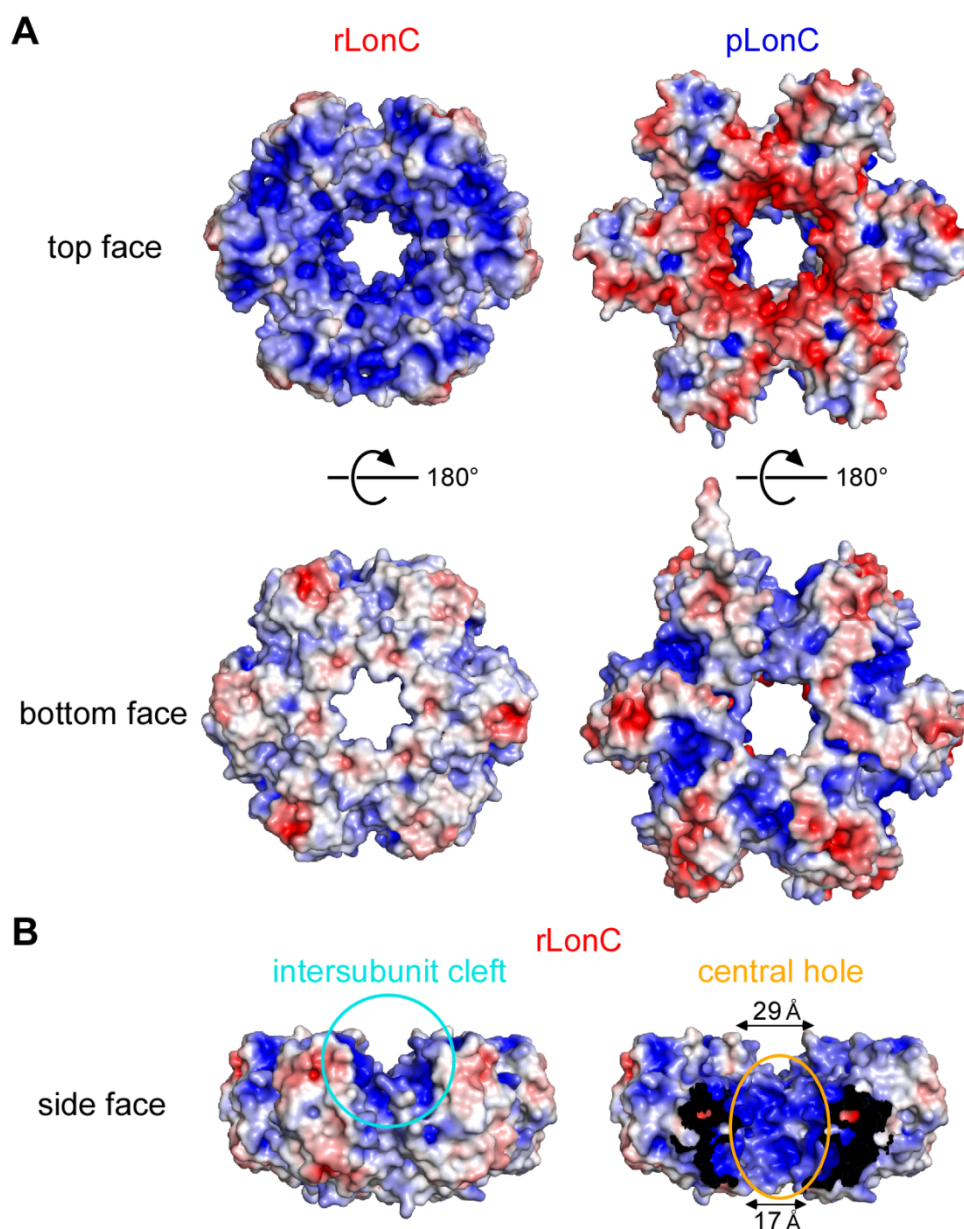 A
rLonC
pLonC
top face
180°
180°
bottom face
B
rLonC
intersubunit cleft
central hole
29 Å
side face
17 Å